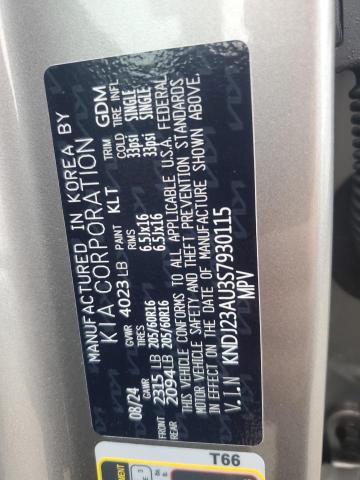 MANUFACTURED IN KOREA BY
KIA CORPORATION
08/24 GVWR 4023 LB PAINT KLT TRIM GDM
GAWR TIRES RIMS COLD TIRE INFL
FRONT 2315 LB 205/60R16 6.5Jx16 33psi SINGLE
REAR 2094 LB 205/60R16 6.5Jx16 33psi SINGLE
THIS VEHICLE CONFORMS TO ALL APPLICABLE U.S.A. FEDERAL
MOTOR VEHICLE SAFETY AND THEFT PREVENTION STANDARDS
IN EFFECT ON THE DATE OF MANUFACTURE SHOWN ABOVE.
V.I.N KNDJ23AU3S7930115
MPV
T66